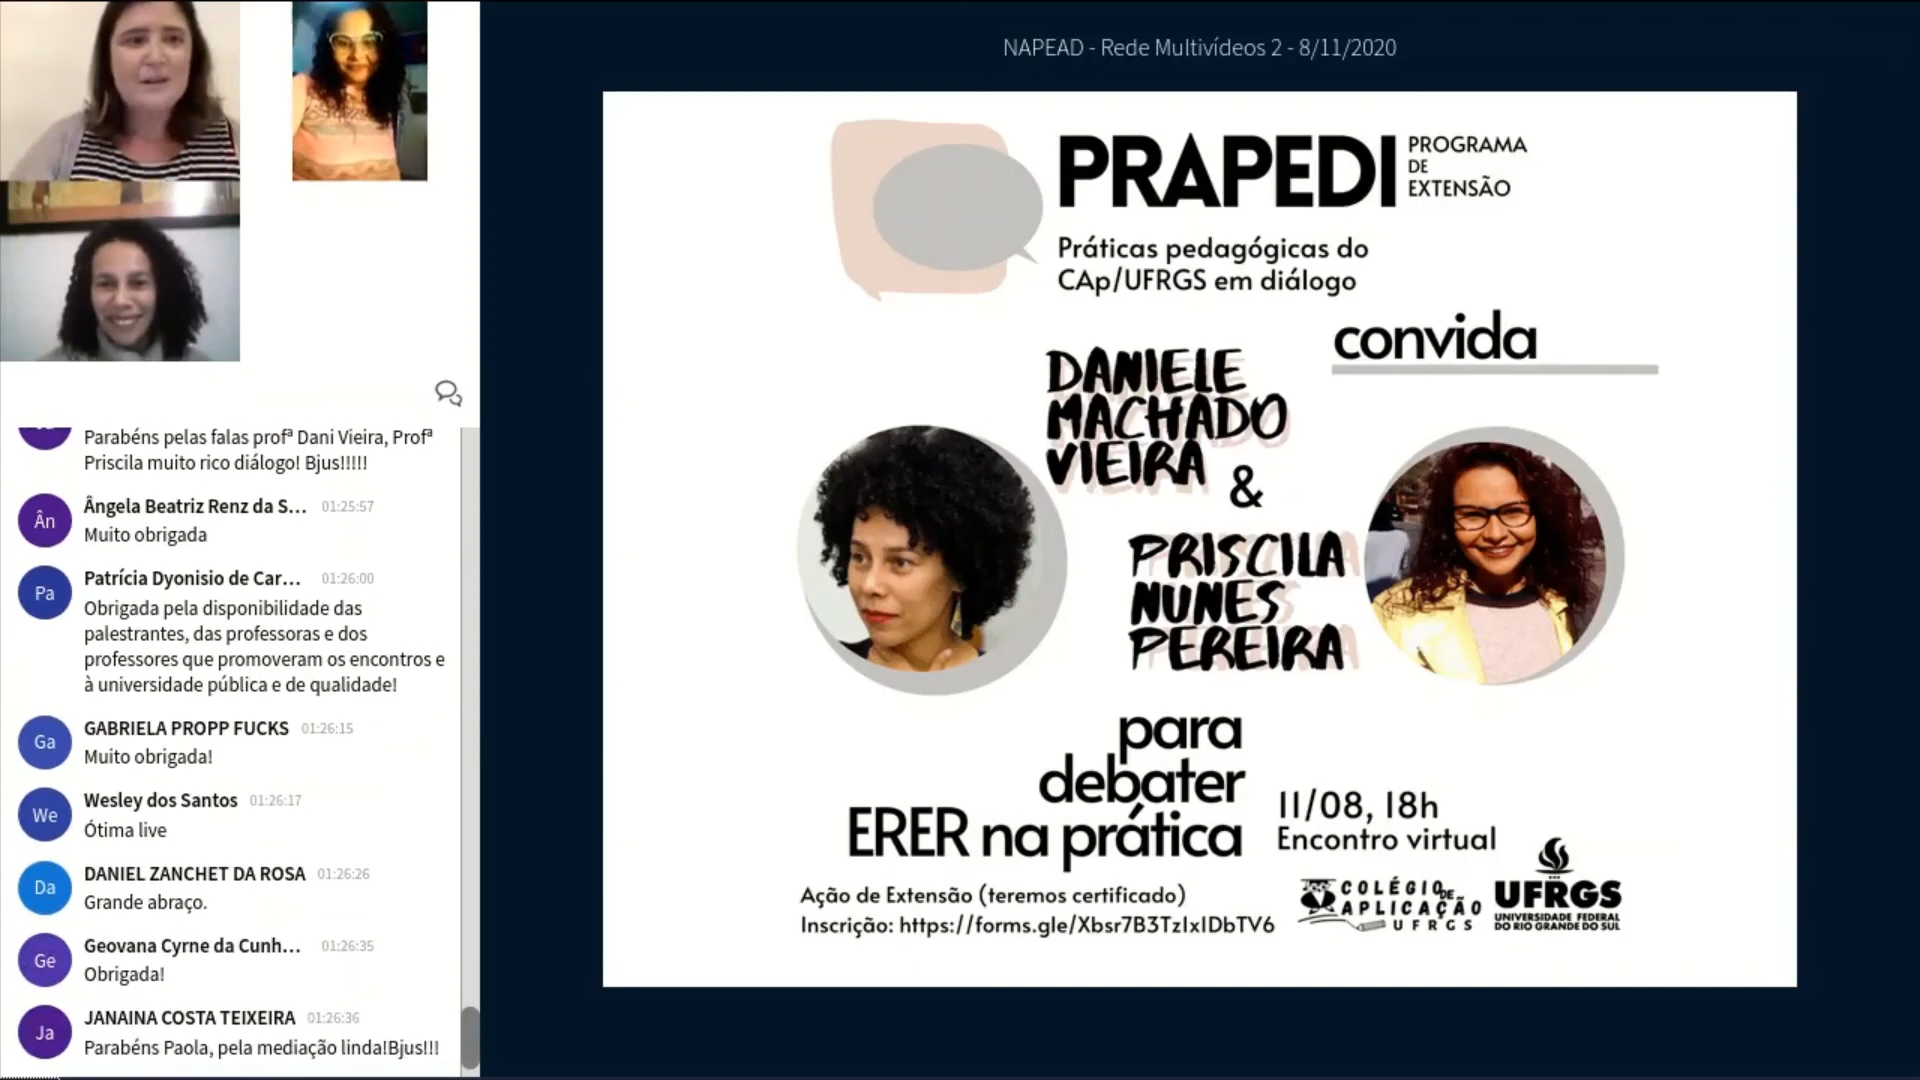 NAPEAD - Rede Multivídeos 2 - 8/11/2020
Parabéns pelas falas profª Dani Vieira, Profª
Priscila muito rico diálogo! Bjus!!!!!
Ân
Ângela Beatriz Renz da S... 01:25:57
Muito obrigada
Pa
Patrícia Dyonisio de Car... 01:26:00
Obrigada pela disponibilidade das
palestrantes, das professoras e dos
professores que promoveram os encontros e
à universidade pública e de qualidade!
Ga
GABRIELA PROPP FUCKS 01:26:15
Muito obrigada!
We
Wesley dos Santos 01:26:17
Ótima live
Da
DANIEL ZANCHET DA ROSA 01:26:26
Grande abraço.
Ge
Geovana Cyrne da Cunh... 01:26:35
Obrigada!
Ja
JANAINA COSTA TEIXEIRA 01:26:36
Parabéns Paola, pela mediação linda!Bjus!!!
PRAPEDI
PROGRAMA
DE
EXTENSÃO
Práticas pedagógicas do
CAp/UFRGS em diálogo
convida
DANIELE
MACHADO
VIEIRA
&
PRISCILA
NUNES
PEREIRA
para
debater
ERER na prática
11/08, 18h
Encontro virtual
Ação de Extensão (teremos certificado)
Inscrição: https://forms.gle/Xbsr7B3TzIxIDbTV6
COLÉGIO DE
APLICAÇÃO
UFRGS
UFRGS
UNIVERSIDADE FEDERAL
DO RIO GRANDE DO SUL